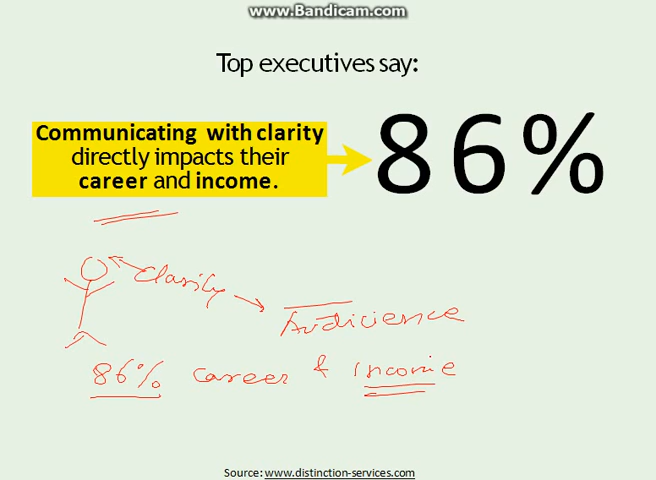 www.Bandicam.com
Top executives say:
Communicating with clarity
directly impacts their
career and income.
86%
Clarity
Audicience
86% career & income
Source: www.distinction-services.com